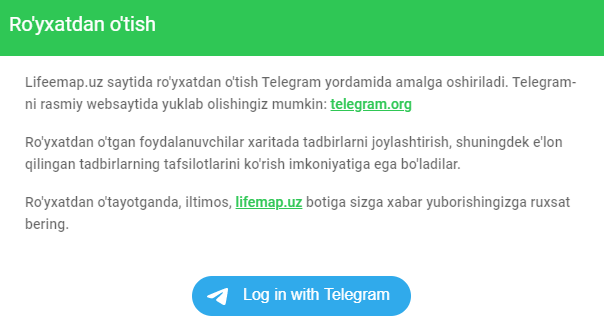 Ro'yxatdan o'tish
Lifeemap.uz saytida ro'yxatdan o'tish Telegram yordamida amalga oshiriladi. Telegram-
ni rasmiy websaytida yuklab olishingiz mumkin: telegram.org
Ro'yxatdan o'tgan foydalanuvchilar xaritada tadbirlarni joylashtirish, shuningdek e'lon
qilingan tadbirlarning tafsilotlarini ko'rish imkoniyatiga ega bo'ladilar.
Ro'yxatdan o'tayotganda, iltimos, lifemap.uz botiga sizga xabar yuborishingizga ruxsat
bering.
Log in with Telegram